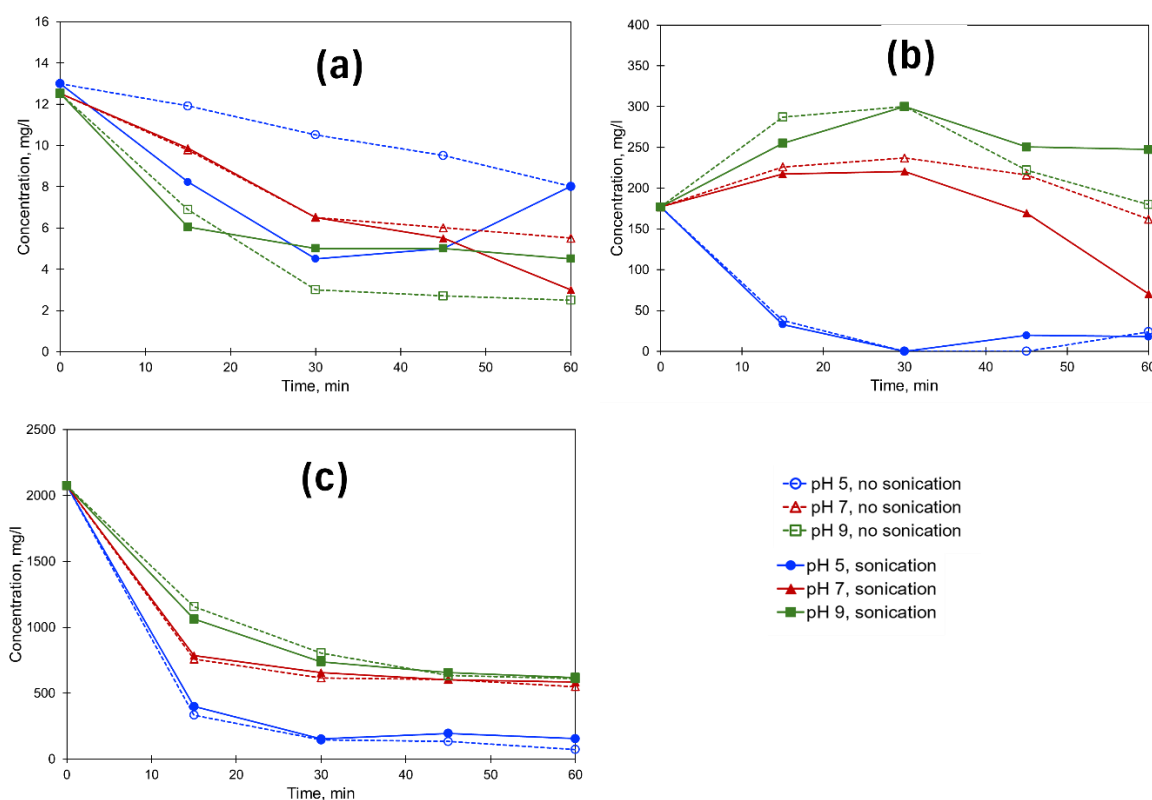 (a)
16
14
12
10
8
6
4
2
0
Concentration, mg/l
0 10 20 30 40 50 60
Time, min
(b)
400
350
300
250
200
150
100
50
0
Concentration, mg/l
0 10 20 30 40 50 60
Time, min
(c)
2500
2000
1500
1000
500
0
Concentration, mg/l
0 10 20 30 40 50 60
Time, min
pH 5, no sonication
pH 7, no sonication
pH 9, no sonication
pH 5, sonication
pH 7, sonication
pH 9, sonication